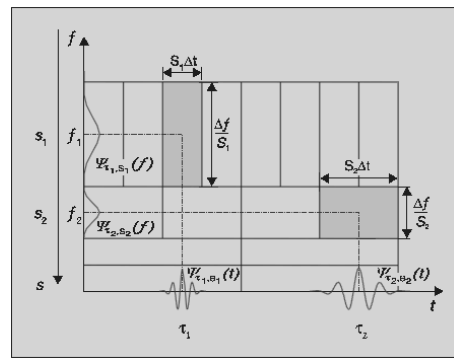 f
S₁Δt
s₁
f₁
Δf
S₁
Ψτ₁,s₁(f)
S₂Δt
s₂
f₂
Ψτ₂,s₂(f)
Δf
S₂
Ψτ₁,s₁(t)
Ψτ₂,s₂(t)
s
t
τ₁
τ₂